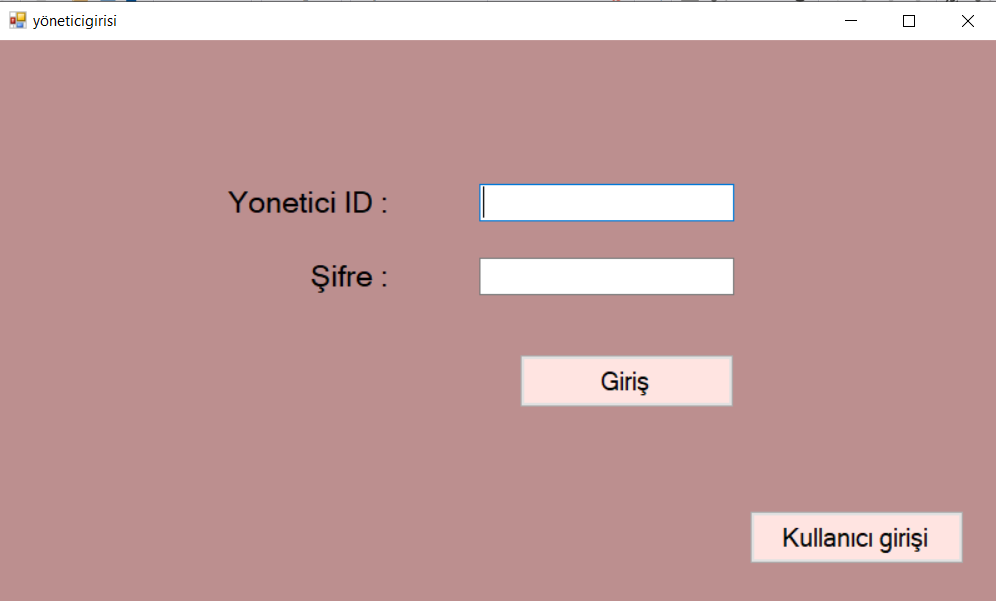 yöneticigirisi
Yonetici ID :
Şifre :
Giriş
Kullanıcı girişi